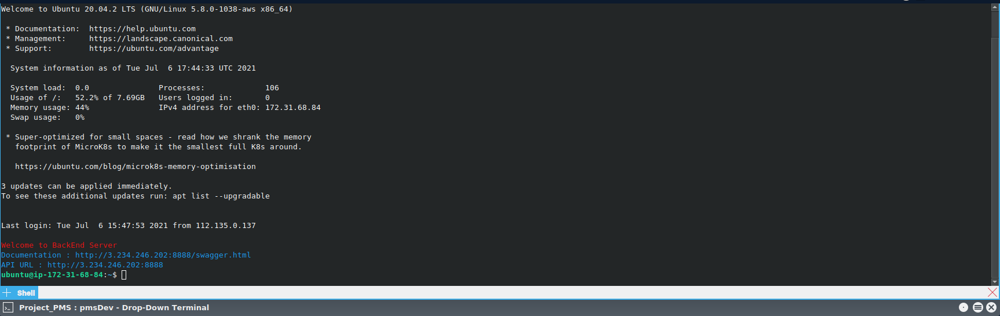 Welcome to Ubuntu 20.04.2 LTS (GNU/Linux 5.8.0-1038-aws x86_64)
* Documentation:  https://help.ubuntu.com
* Management:     https://landscape.canonical.com
* Support:        https://ubuntu.com/advantage
System information as of Tue Jul  6 17:44:33 UTC 2021
System load:  0.0               Processes:             106
Usage of /:   52.2% of 7.69GB   Users logged in:       0
Memory usage: 44%               IPv4 address for eth0: 172.31.68.84
Swap usage:   0%
* Super-optimized for small spaces - read how we shrank the memory
footprint of MicroK8s to make it the smallest full K8s around.
https://ubuntu.com/blog/microk8s-memory-optimisation
3 updates can be applied immediately.
To see these additional updates run: apt list --upgradable
Last login: Tue Jul  6 15:47:53 2021 from 112.135.0.137
Welcome to BackEnd Server
Documentation : http://3.234.246.202:8888/swagger.html
API URL : http://3.234.246.202:8888
ubuntu@ip-172-31-68-84:~$
Shell
Project_PMS : pmsDev - Drop-Down Terminal